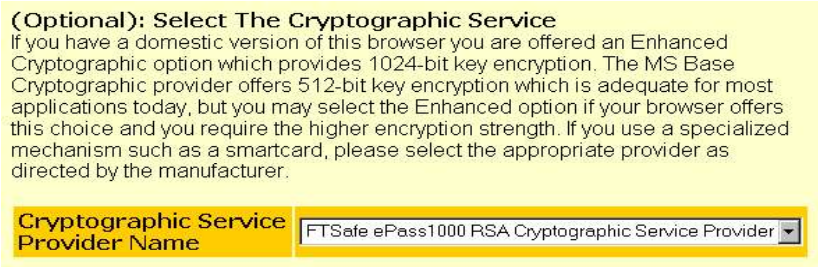 (Optional): Select The Cryptographic Service
If you have a domestic version of this browser you are offered an Enhanced
Cryptographic option which provides 1024-bit key encryption. The MS Base
Cryptographic provider offers 512-bit key encryption which is adequate for most
applications today, but you may select the Enhanced option if your browser offers
this choice and you require the higher encryption strength. If you use a specialized
mechanism such as a smartcard, please select the appropriate provider as
directed by the manufacturer.
Cryptographic Service
Provider Name
FTSafe ePass1000 RSA Cryptographic Service Provider